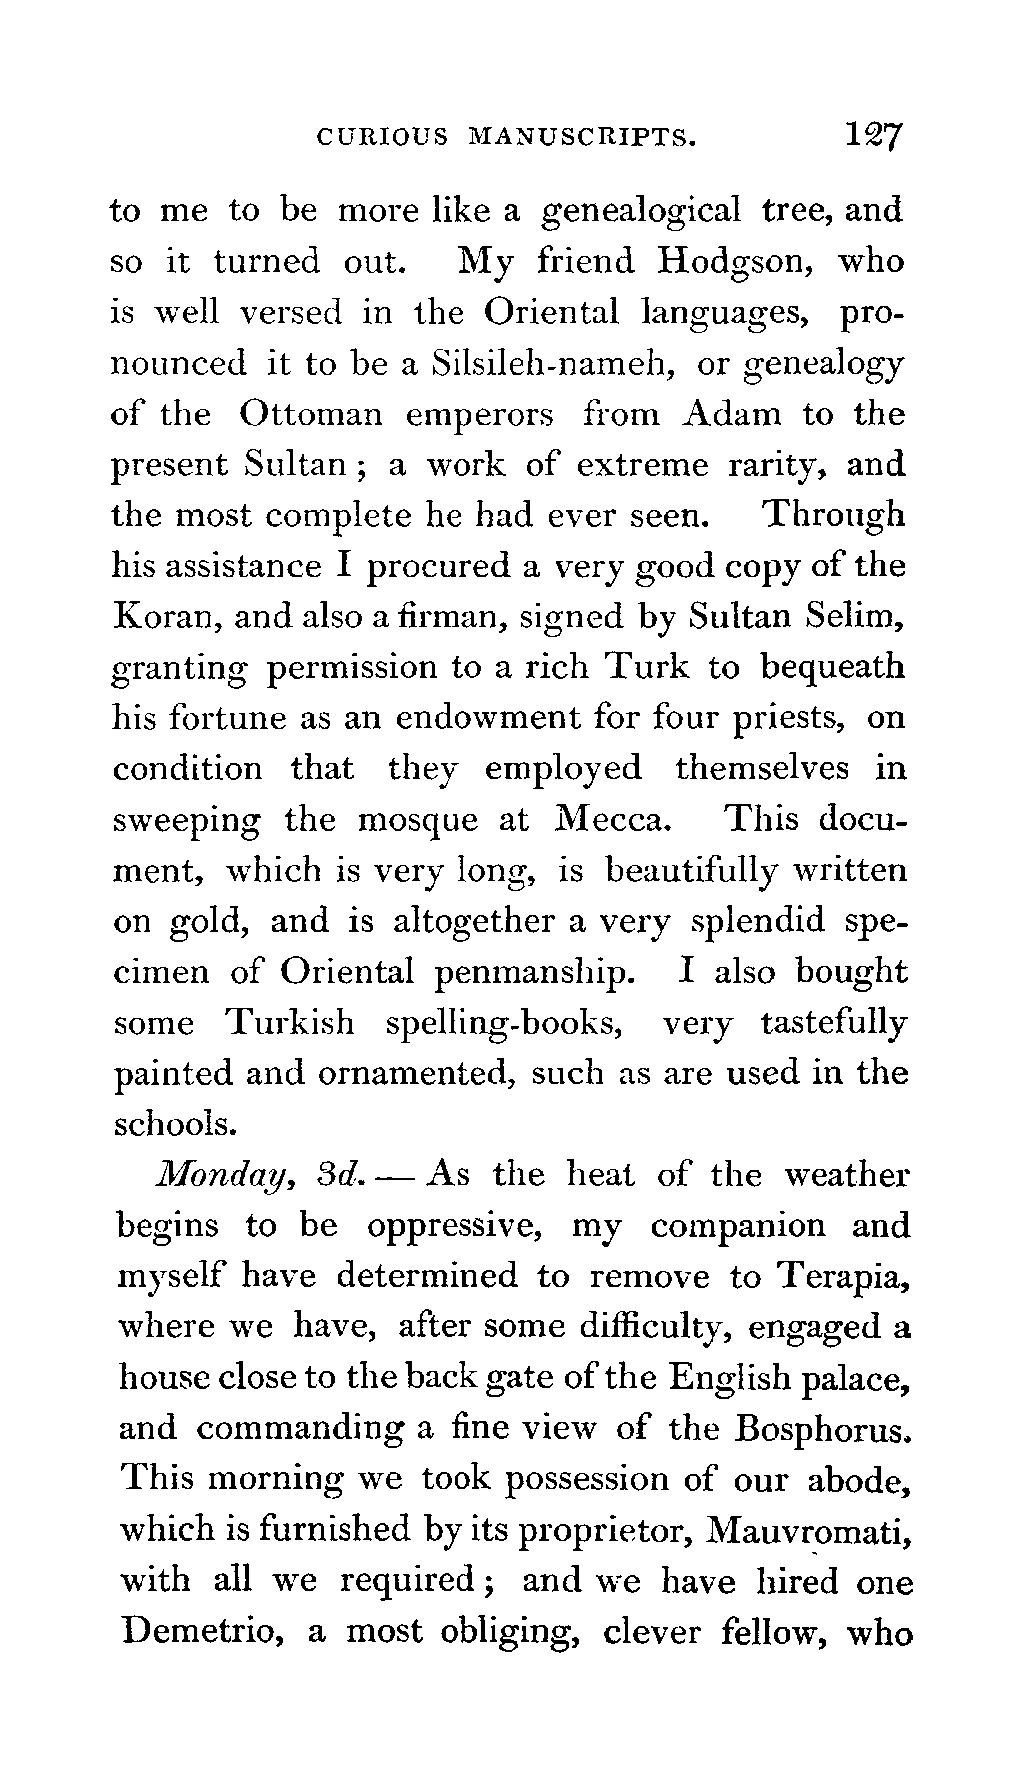 CURIOUS MANUSCRIPTS. 127
to me to be more like a genealogical tree, and
so it turned out. My friend Hodgson, who
is well versed in the Oriental languages, pro-
nounced it to be a Silsileh-nameh, or genealogy
of the Ottoman emperors from Adam to the
present Sultan ; a work of extreme rarity, and
the most complete he had ever seen. Through
his assistance I procured a very good copy of the
Koran, and also a firman, signed by Sultan Selim,
granting permission to a rich Turk to bequeath
his fortune as an endowment for four priests, on
condition that they employed themselves in
sweeping the mosque at Mecca. This docu-
ment, which is very long, is beautifully written
on gold, and is altogether a very splendid spe-
cimen of Oriental penmanship. I also bought
some Turkish spelling-books, very tastefully
painted and ornamented, such as are used in the
schools.
Monday, 3d. — As the heat of the weather
begins to be oppressive, my companion and
myself have determined to remove to Terapia,
where we have, after some difficulty, engaged a
house close to the back gate of the English palace,
and commanding a fine view of the Bosphorus.
This morning we took possession of our abode,
which is furnished by its proprietor, Mauvromati,
with all we required ; and we have hired one
Demetrio, a most obliging, clever fellow, who